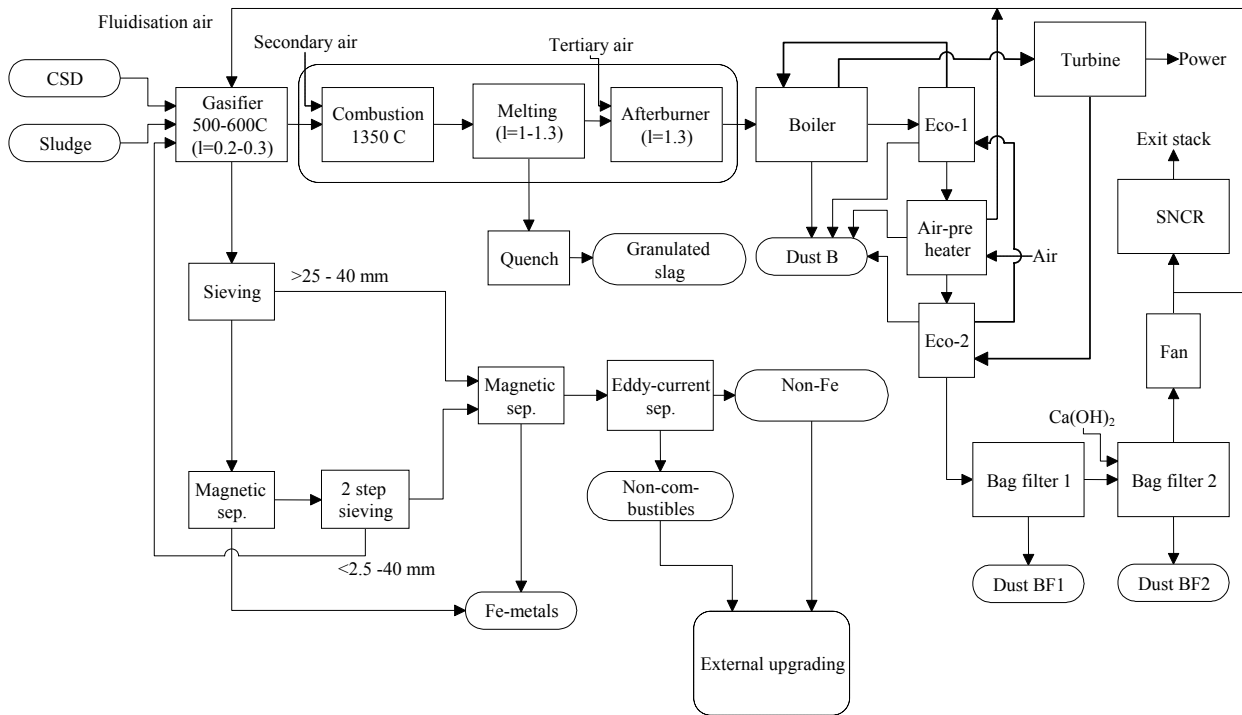 Fluidisation air
Secondary air
Tertiary air
CSD
Sludge
Gasifier
500-600C
(l=0.2-0.3)
Combustion
1350 C
Melting
(l=1-1.3)
Afterburner
(l=1.3)
Boiler
Eco-1
Turbine
Power
Exit stack
SNCR
Quench
Granulated
slag
Dust B
Air-pre
heater
Air
Sieving
>25 - 40 mm
Eco-2
Fan
Magnetic
sep.
Eddy-current
sep.
Non-Fe
Ca(OH)₂
Magnetic
sep.
2 step
sieving
Non-com-
bustibles
Bag filter 1
Bag filter 2
<2.5 -40 mm
Fe-metals
Dust BF1
Dust BF2
External upgrading